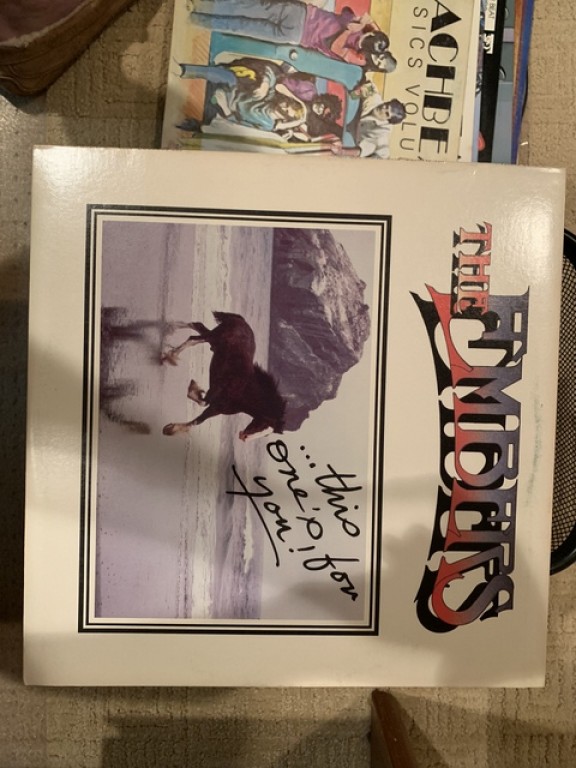 THE
EMBERS
...this
one's for
you!
ACHBE
SICS VOLU